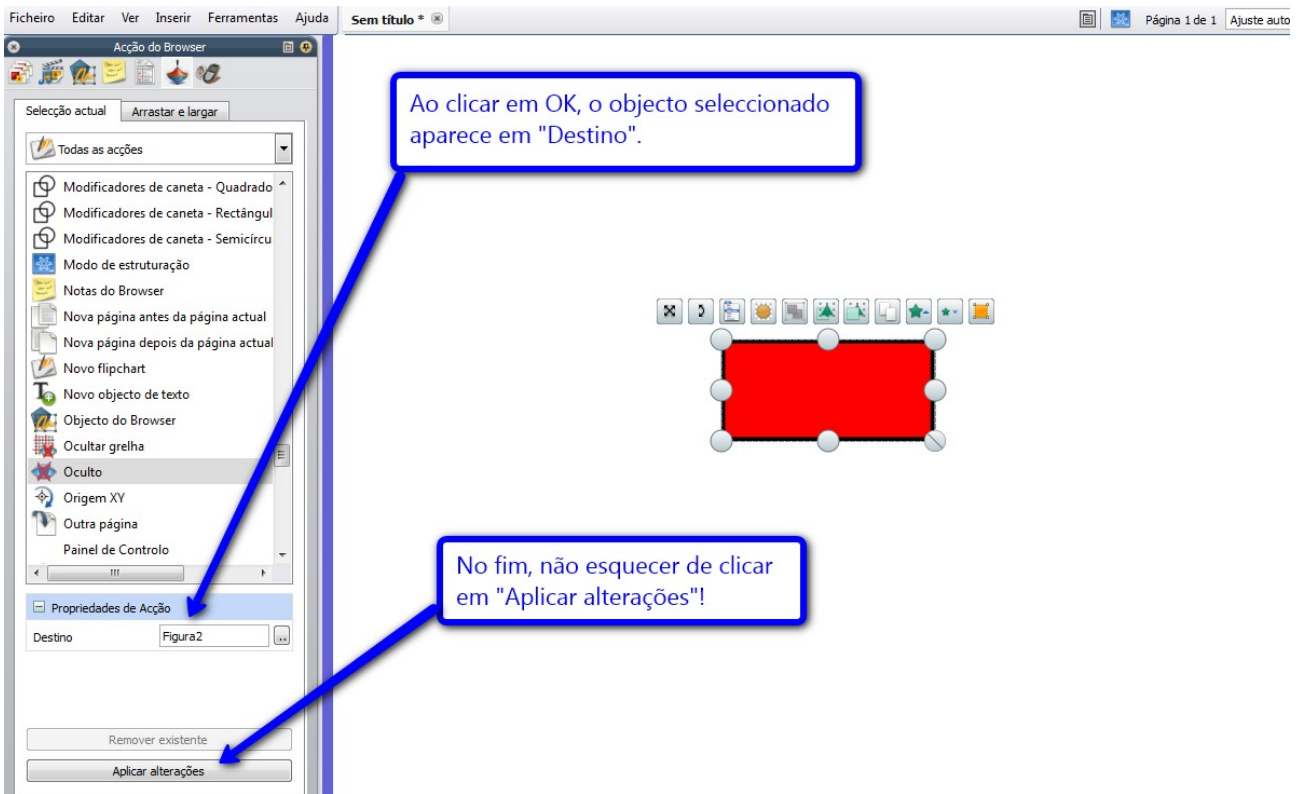 Ficheiro Editar Ver Inserir Ferramentas Ajuda
Sem título *
Página 1 de 1 Ajuste auto
Acção do Browser
Selecção actual Arrastar e largar
Todas as acções
Modificadores de caneta - Quadrado
Modificadores de caneta - Rectângul
Modificadores de caneta - Semicírcu
Modo de estruturação
Notas do Browser
Nova página antes da página actual
Nova página depois da página actual
Novo flipchart
Novo objecto de texto
Objecto do Browser
Ocultar grelha
Oculto
Origem XY
Outra página
Painel de Controlo
Propriedades de Acção
Destino Figura2 ..
Remover existente
Aplicar alterações
Ao clicar em OK, o objecto seleccionado
aparece em "Destino".
No fim, não esquecer de clicar
em "Aplicar alterações"!